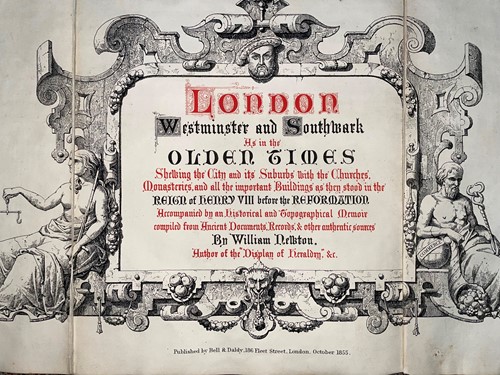 London
Westminster and Southwark
As in the
OLDEN TIMES
Shewing the City and its Suburbs with the Churches,
Monasteries, and all the important Buildings as they stood in the
REIGN of HENRY VIII before the REFORMATION
Accompanied by an Historical and Topographical Memoir
compiled from Ancient Documents, Records, & other authentic sources
By William Newton.
Author of the "Display of Heraldry," &c.
Published by Bell & Daldy, 186 Fleet Street, London. October 1855.